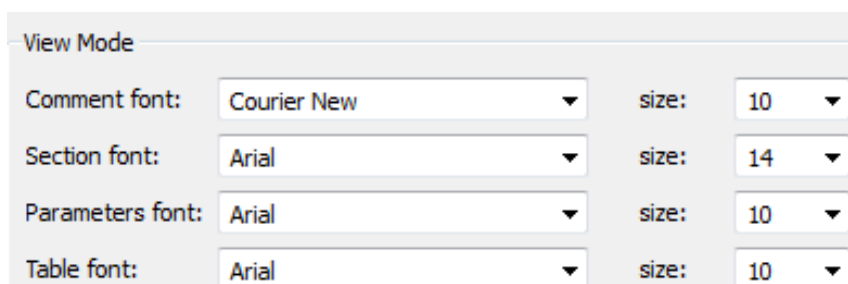 View Mode
Comment font: Courier New size: 10
Section font: Arial size: 14
Parameters font: Arial size: 10
Table font: Arial size: 10